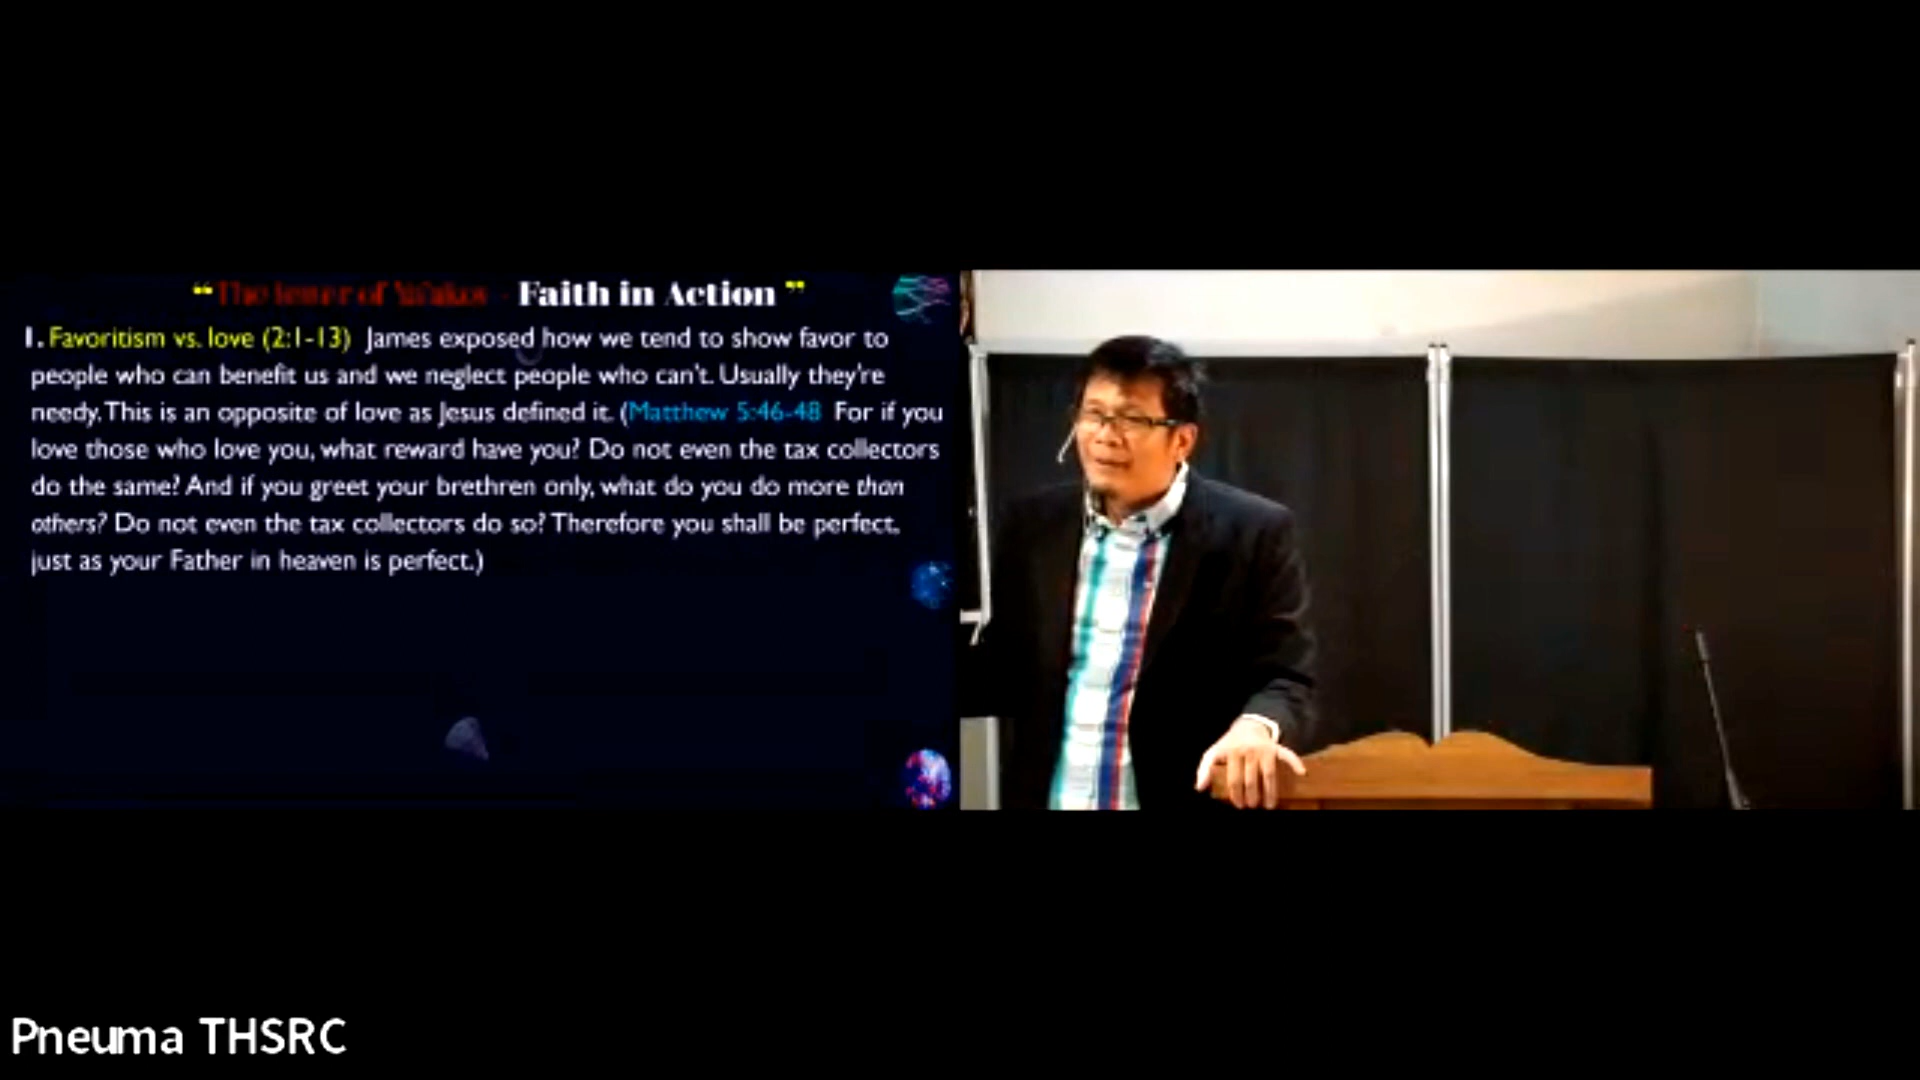 “The letter of Ya'akov - Faith in Action ”
1. Favoritism vs. love (2:1-13) James exposed how we tend to show favor to
people who can benefit us and we neglect people who can't. Usually they're
needy. This is an opposite of love as Jesus defined it. (Matthew 5:46-48 For if you
love those who love you, what reward have you? Do not even the tax collectors
do the same? And if you greet your brethren only, what do you do more than
others? Do not even the tax collectors do so? Therefore you shall be perfect,
just as your Father in heaven is perfect.)
Pneuma THSRC